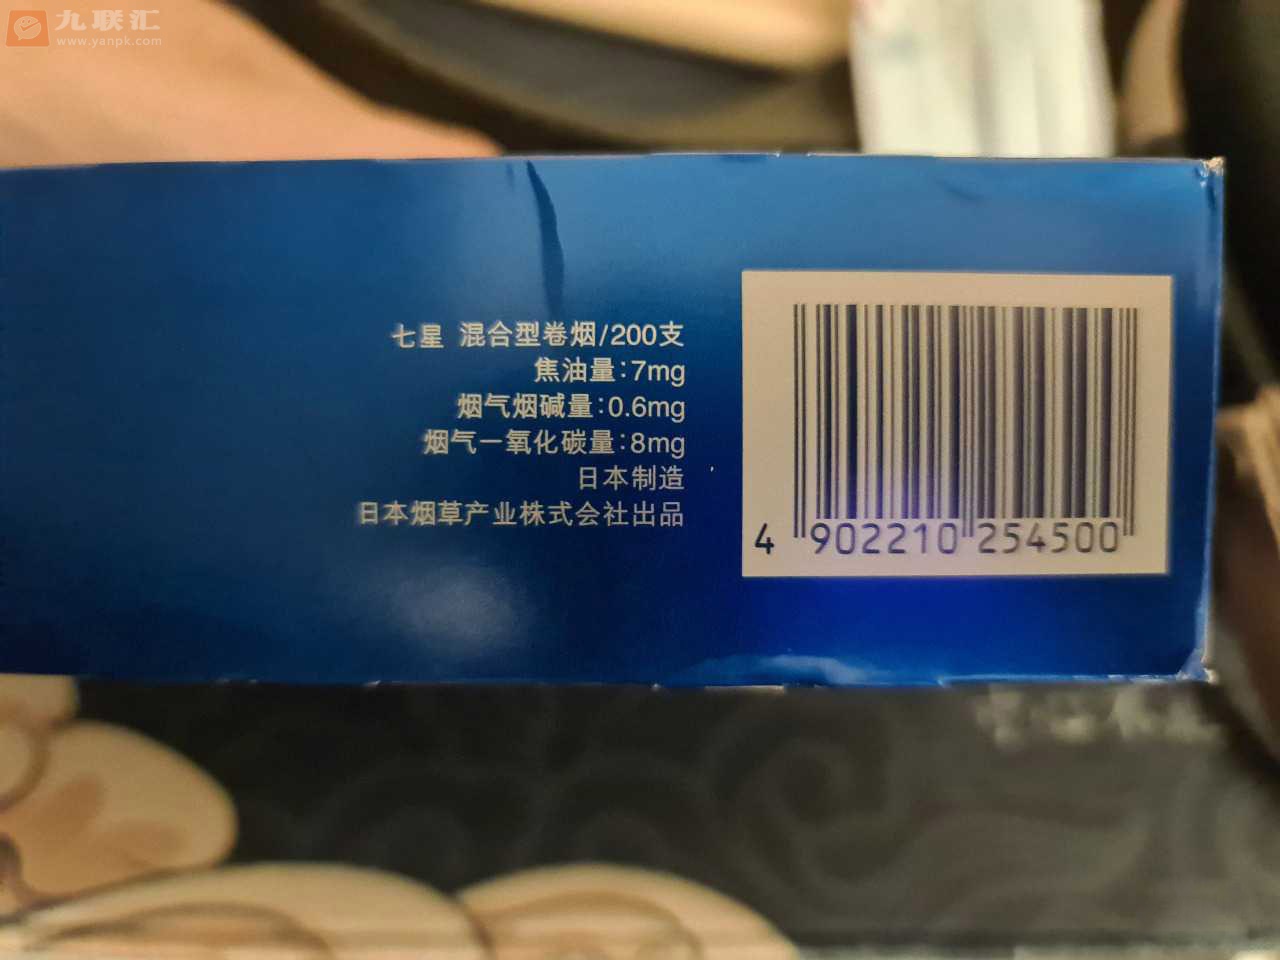 九联汇
www.yanpk.com
七星 混合型卷烟/200支
焦油量:7mg
烟气烟碱量:0.6mg
烟气一氧化碳量:8mg
日本制造
日本烟草产业株式会社出品
4 902210 254500